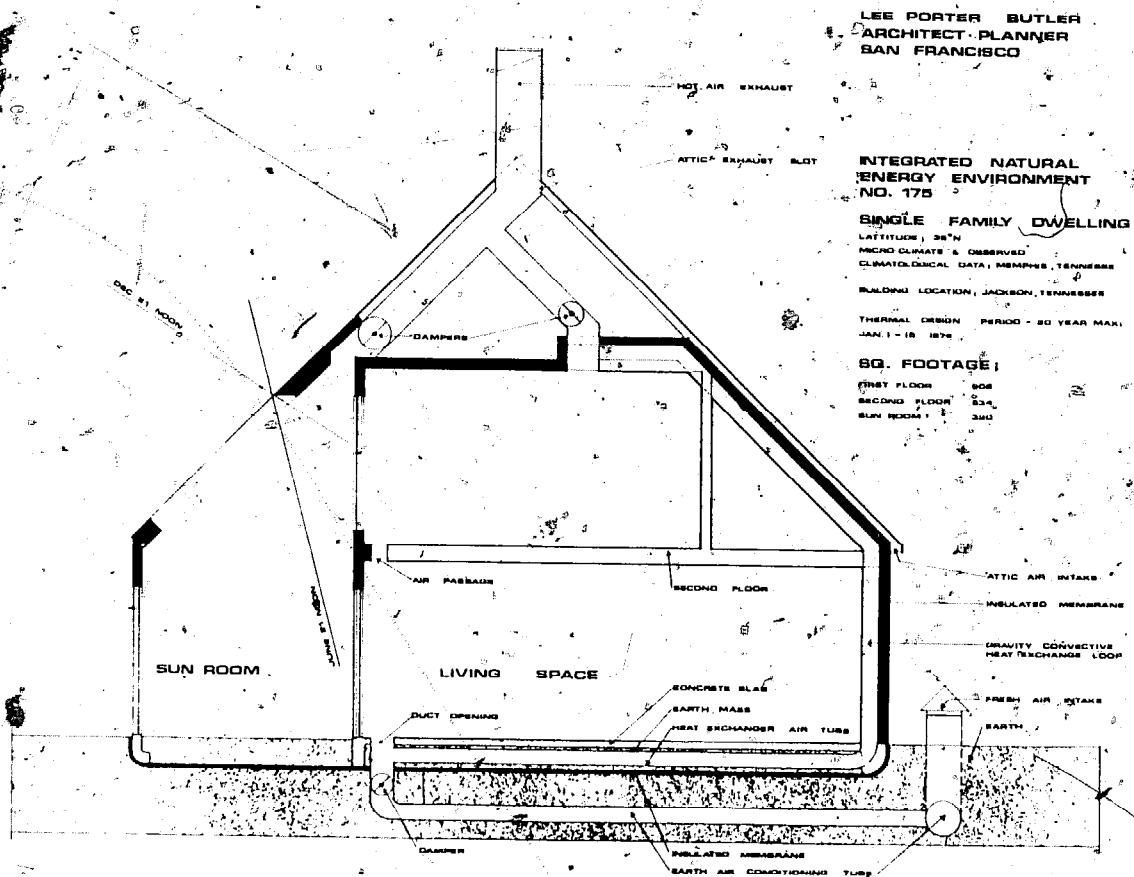 LEE PORTER BUTLER
ARCHITECT-PLANNER
SAN FRANCISCO
HOT AIR EXHAUST
ATTIC EXHAUST SLOT
INTEGRATED NATURAL
ENERGY ENVIRONMENT
NO. 175
SINGLE FAMILY DWELLING
LATTITUDE; °N
MICRO CLIMATE & OBSERVED
CLIMATOLOGICAL DATA; MEMPHIS, TENNESSEE
BUILDING LOCATION; JACKSON, TENNESSEE
THERMAL DESIGN PERIOD - 20 YEAR MAX;
JAN. 1 - 15
SQ. FOOTAGE;
FIRST FLOOR
SECOND FLOOR
SUN ROOM
DEC 21 NOON
DAMPERS
JUNE 21 NOON
AIR PASSAGE
SECOND FLOOR
ATTIC AIR INTAKE
INSULATED MEMBRANE
GRAVITY CONVECTIVE
HEAT EXCHANGE LOOP
SUN ROOM
LIVING SPACE
CONCRETE SLAB
FRESH AIR INTAKE
EARTH MASS
DUCT OPENING
HEAT EXCHANGER AIR TUBE
EARTH
DAMPER
INSULATED MEMBRANE
EARTH AIR CONDITIONING TUBE